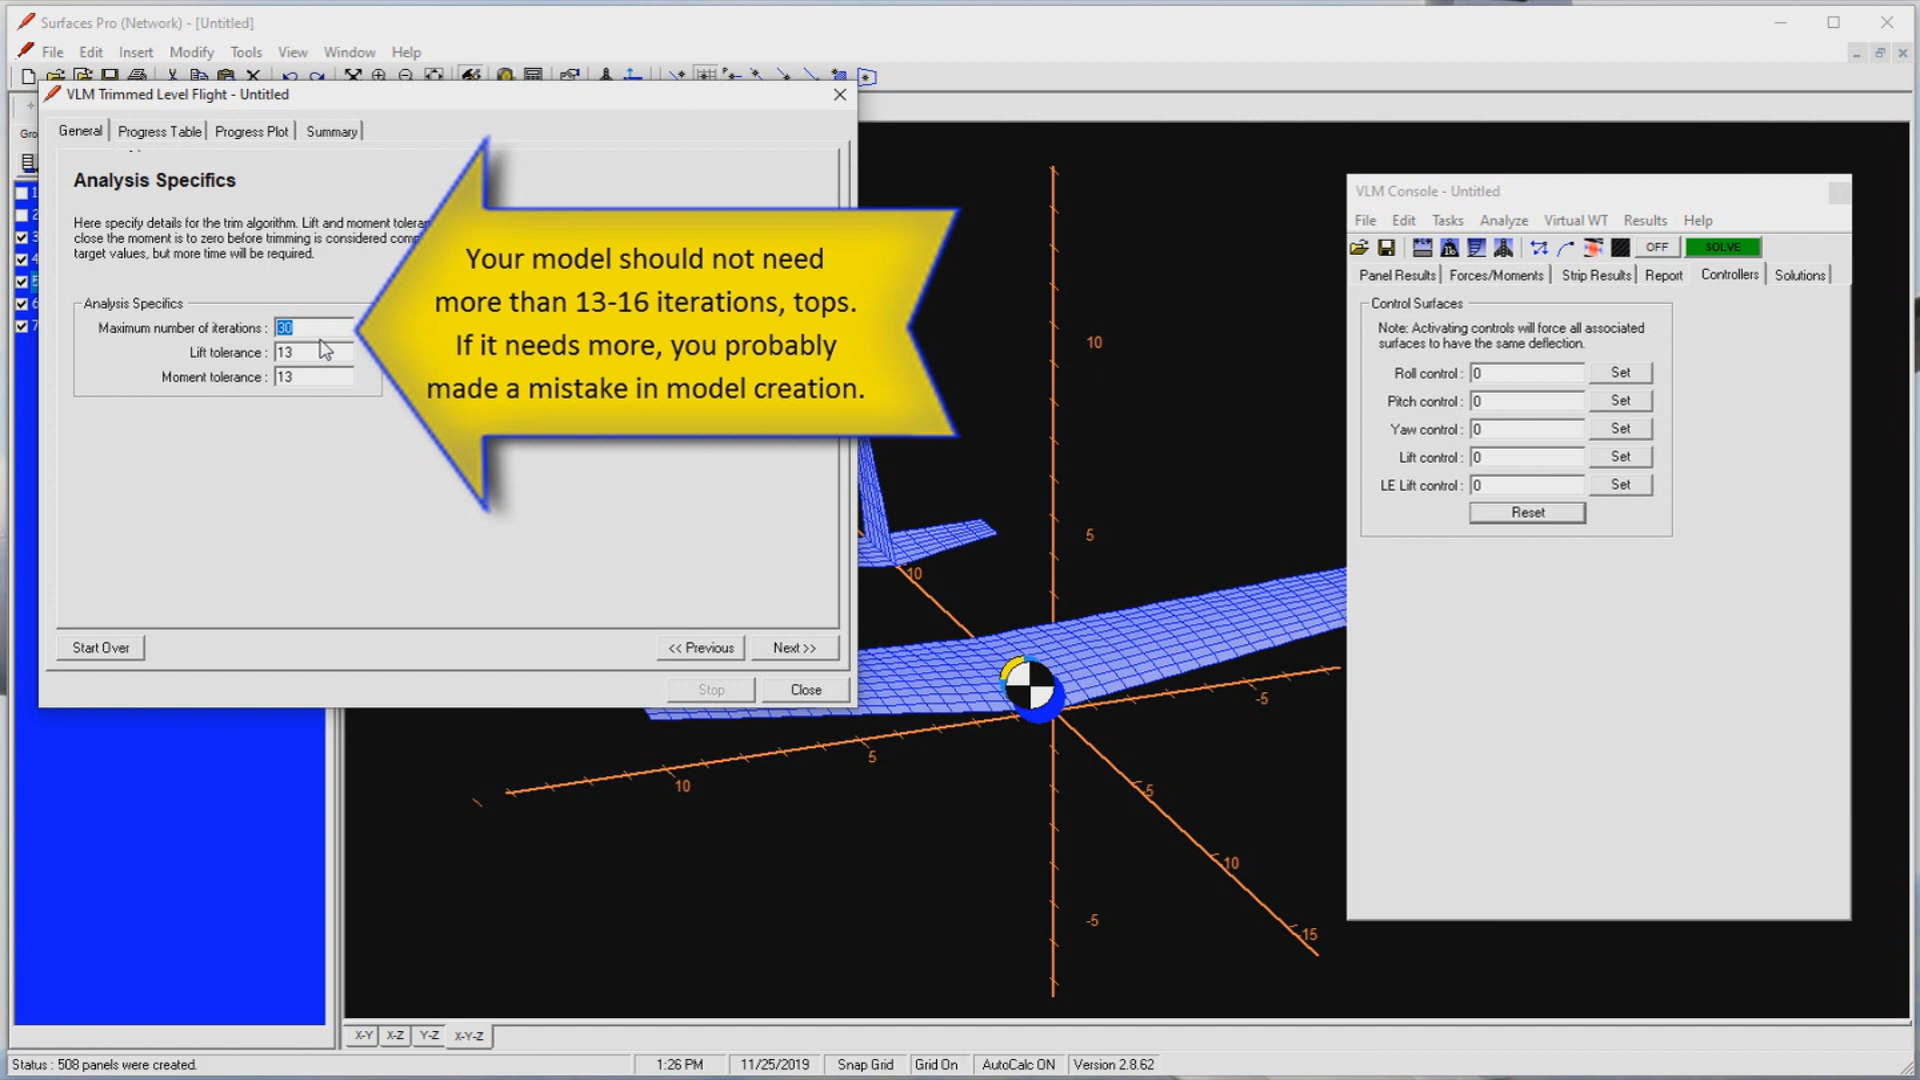 Surfaces Pro (Network) - [Untitled]
File Edit Insert Modify Tools View Window Help
VLM Trimmed Level Flight - Untitled
General Progress Table Progress Plot Summary
Gro
Analysis Specifics
Here specify details for the trim algorithm. Lift and moment
close the moment is to zero before trimming is considered
target values, but more time will be required.
Analysis Specifics
Maximum number of iterations : 30
Lift tolerance : 13
Moment tolerance : 13
Your model should not need
more than 13-16 iterations, tops.
If it needs more, you probably
made a mistake in model creation.
Start Over << Previous Next >>
Stop Close
1
2
3
4
5
6
7
VLM Console - Untitled
File Edit Tasks Analyze Virtual WT Results Help
OFF SOLVE
Panel Results Forces/Moments Strip Results Report Controllers Solutions
Control Surfaces
Note: Activating controls will force all associated
surfaces to have the same deflection.
Roll control : 0 Set
Pitch control : 0 Set
Yaw control : 0 Set
Lift control : 0 Set
LE Lift control : 0 Set
Reset
10
5
10
-5
5
10
-5
-10
-5
-15
X-Y X-Z Y-Z X-Y-Z
Status : 508 panels were created. 1:26 PM 11/25/2019 Snap Grid Grid On AutoCalc ON Version 2.8.62